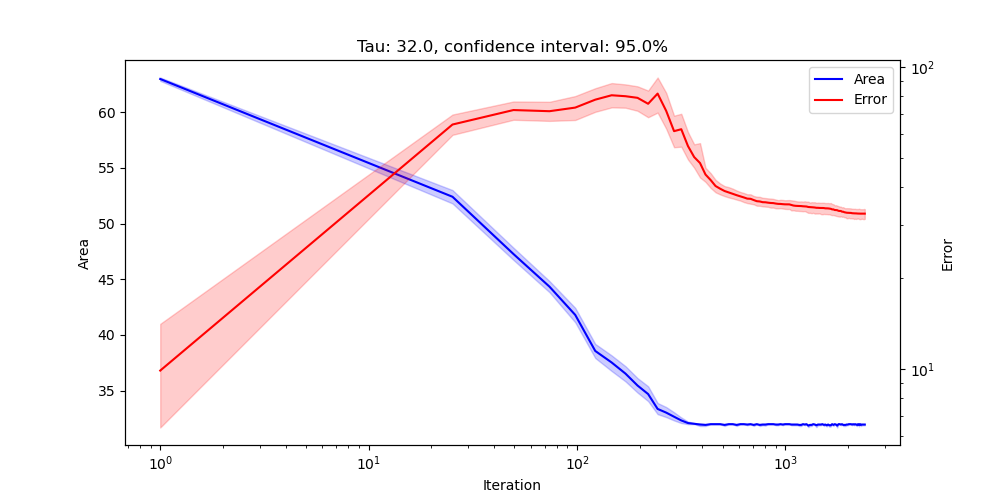 Tau: 32.0, confidence interval: 95.0%
Area
Error
60
55
50
45
40
35
Area
10²
10¹
Error
10⁰
10¹
10²
10³
Iteration